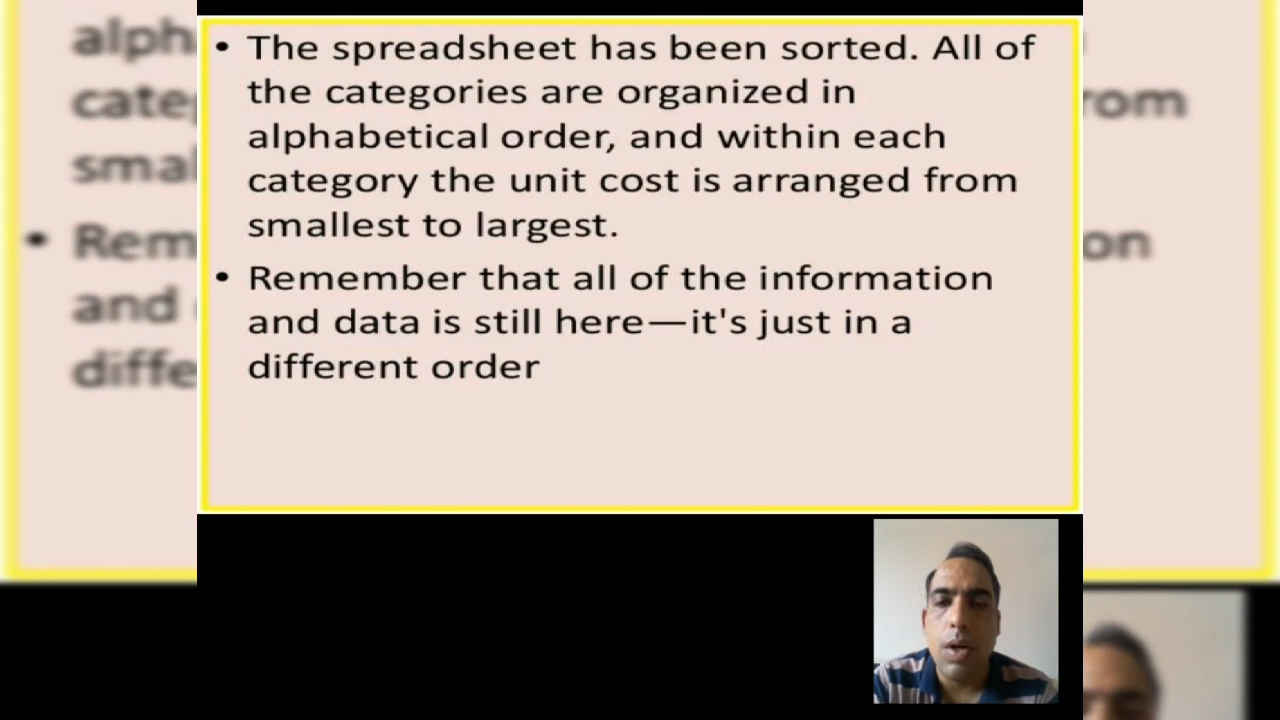 • The spreadsheet has been sorted. All of
the categories are organized in
alphabetical order, and within each
category the unit cost is arranged from
smallest to largest.
• Remember that all of the information
and data is still here—it's just in a
different order